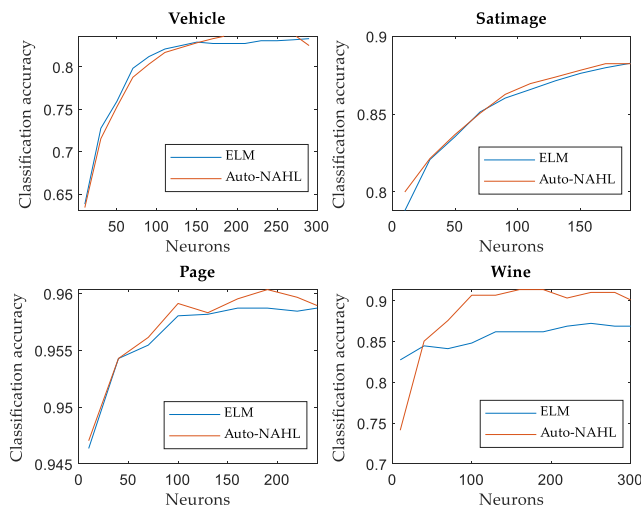 Vehicle
Classification accuracy
0.8
0.75
0.7
0.65
ELM
Auto-NAHL
50 100 150 200 250 300
Neurons
Satimage
Classification accuracy
0.9
0.85
0.8
ELM
Auto-NAHL
50 100 150
Neurons
Page
Classification accuracy
0.96
0.955
0.95
0.945
ELM
Auto-NAHL
0 50 100 150 200
Neurons
Wine
Classification accuracy
0.9
0.85
0.8
0.75
0.7
ELM
Auto-NAHL
0 100 200 300
Neurons